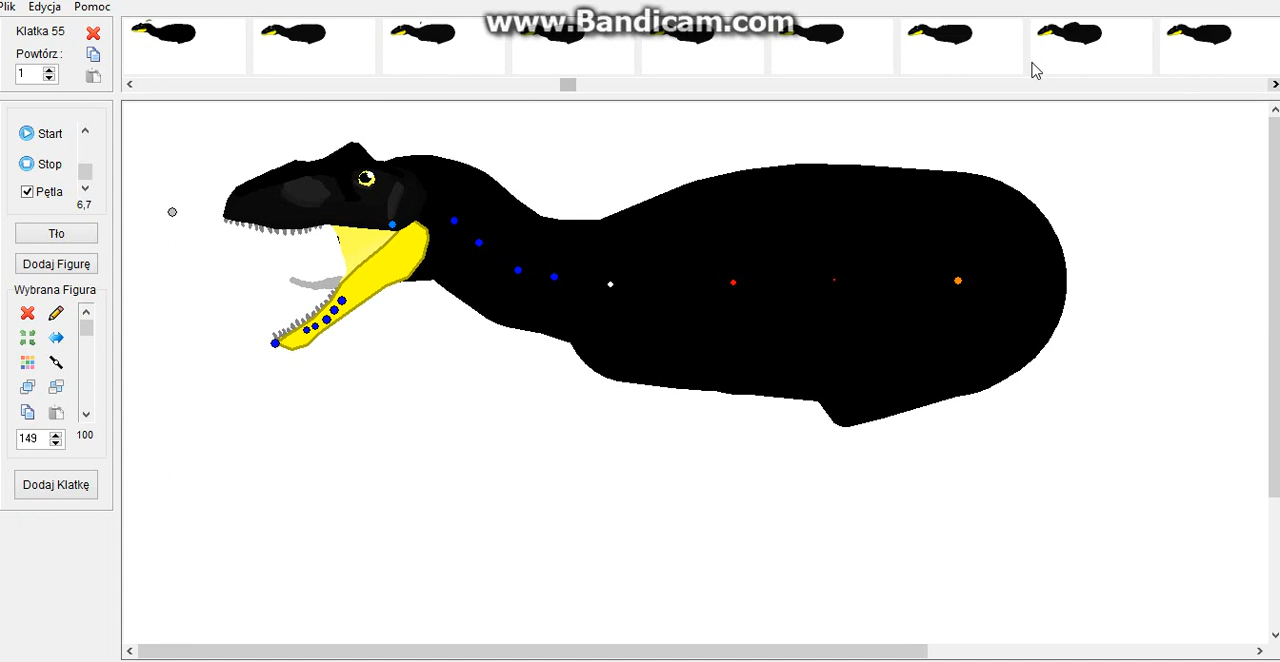 Plik Edycja Pomoc
www.Bandicam.com
Klatka 55
Powtórz :
1
Start
Stop
Pętla
6,7
Tło
Dodaj Figurę
Wybrana Figura
149
100
Dodaj Klatkę